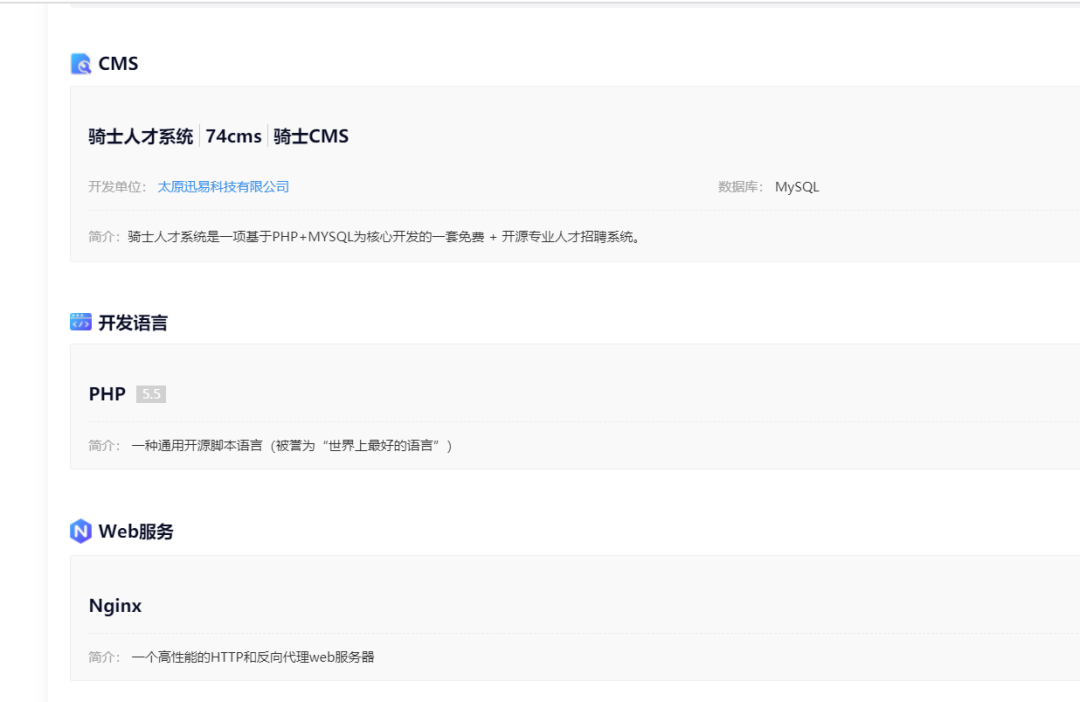 CMS
骑士人才系统 74cms 骑士CMS
开发单位： 太原迅易科技有限公司 数据库： MySQL
简介： 骑士人才系统是一项基于PHP+MYSQL为核心开发的一套免费 + 开源专业人才招聘系统。
开发语言
PHP 5.5
简介： 一种通用开源脚本语言（被誉为“世界上最好的语言”）
Web服务
Nginx
简介： 一个高性能的HTTP和反向代理web服务器